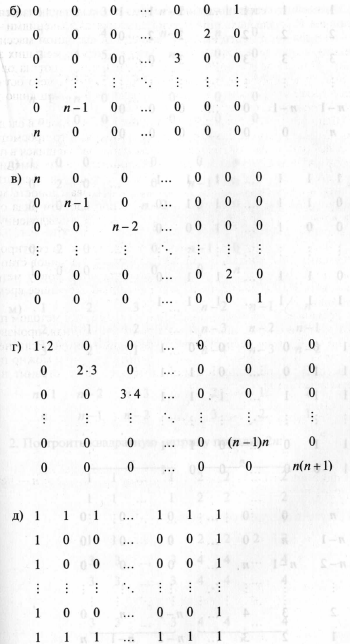 б) 0 0 0 ... 0 0 1
0 0 0 ... 0 2 0
0 0 0 ... 3 0 0
⋮ ⋮ ⋮ ⋱ ⋮ ⋮ ⋮
0 n−1 0 ... 0 0 0
n 0 0 ... 0 0 0
в) n 0 0 ... 0 0 0
0 n−1 0 ... 0 0 0
0 0 n−2 ... 0 0 0
⋮ ⋮ ⋮ ⋱ ⋮ ⋮ ⋮
0 0 0 ... 0 2 0
0 0 0 ... 0 0 1
г) 1·2 0 0 ... 0 0 0
0 2·3 0 ... 0 0 0
0 0 3·4 ... 0 0 0
⋮ ⋮ ⋮ ⋱ ⋮ ⋮ ⋮
0 0 0 ... 0 (n−1)n 0
0 0 0 ... 0 0 n(n+1)
д) 1 1 1 ... 1 1 1
1 0 0 ... 0 0 1
1 0 0 ... 0 0 1
⋮ ⋮ ⋮ ⋱ ⋮ ⋮ ⋮
1 0 0 ... 0 0 1
1 1 1 ... 1 1 1